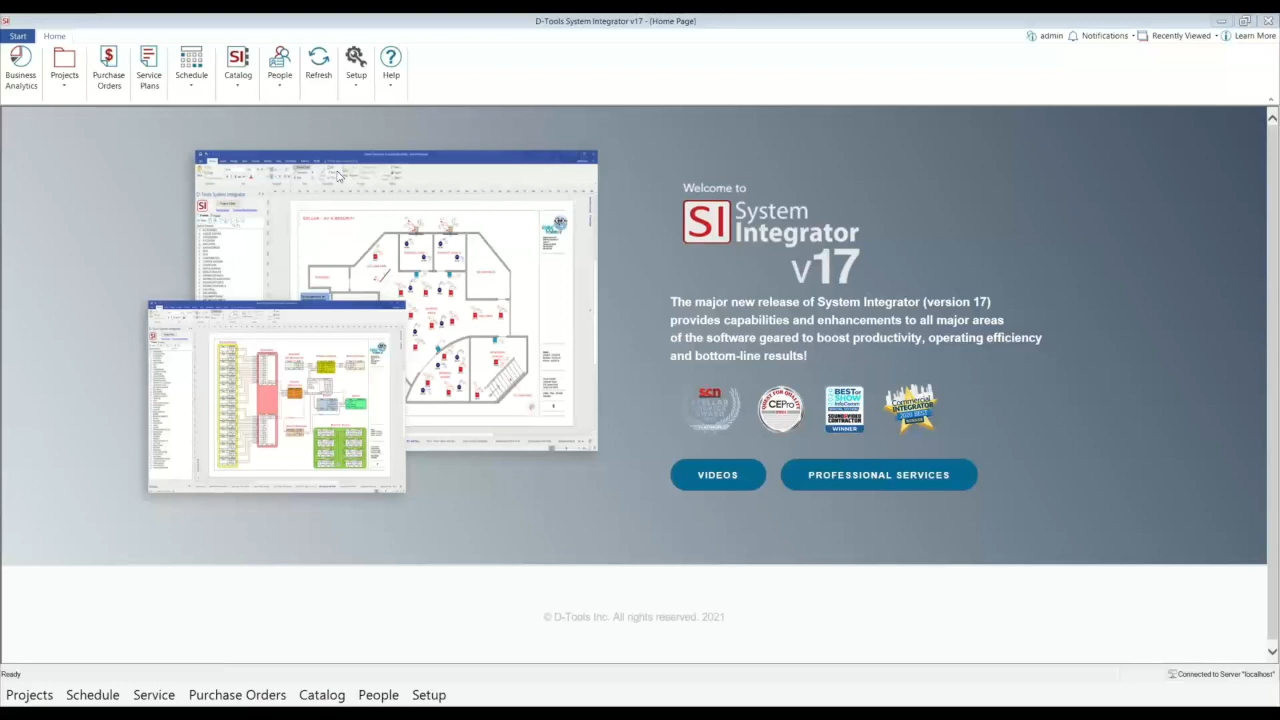 D-Tools System Integrator v17 - (Home Page)
Start
Home
admin
Notifications
Recently Viewed
Learn More
Business
Analytics
Projects
Purchase
Orders
Service
Plans
Schedule
Catalog
People
Refresh
Setup
Help
Welcome to
SI System
Integrator
v17
The major new release of System Integrator (version 17)
provides capabilities and enhancements to all major areas
of the software geared to boost productivity, operating efficiency
and bottom-line results!
VIDEOS
PROFESSIONAL SERVICES
© D-Tools Inc. All rights reserved. 2021
Ready
Connected to Server "localhost"
Projects
Schedule
Service
Purchase Orders
Catalog
People
Setup